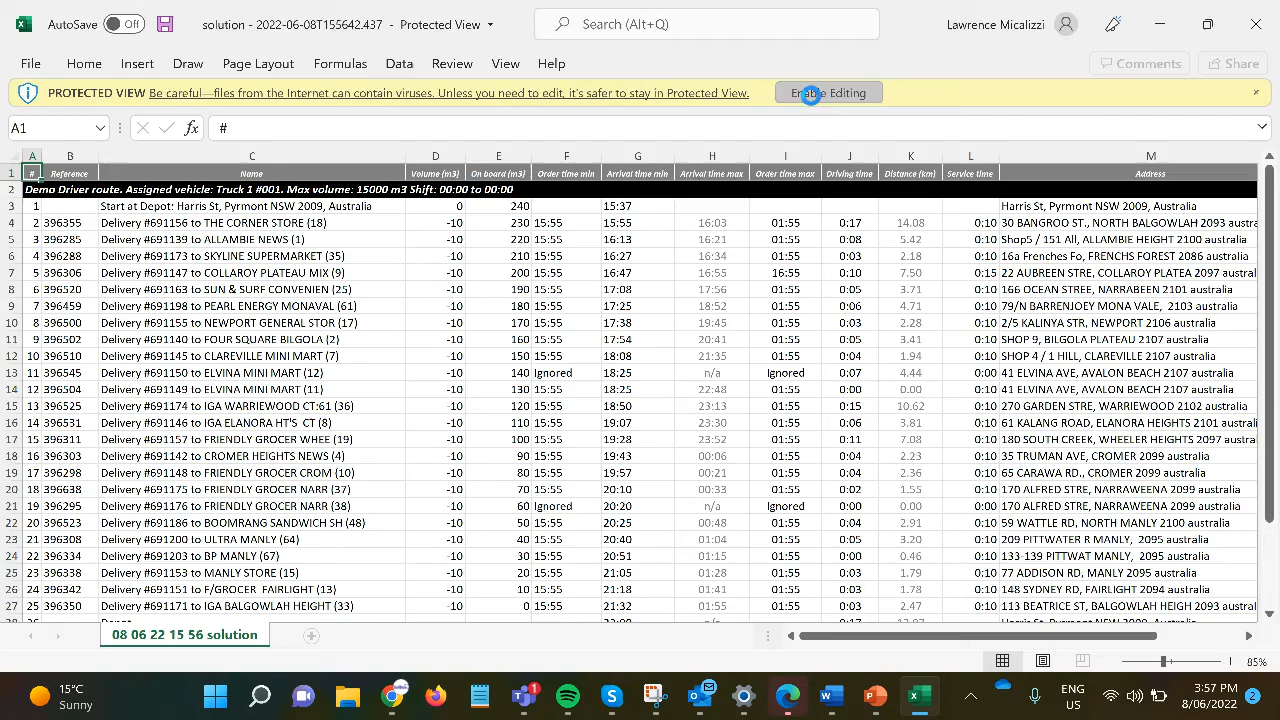 AutoSave Off solution - 2022-06-08T155642.437 - Protected View Search (Alt+Q) Lawrence Micalizzi
File Home Insert Draw Page Layout Formulas Data Review View Help Comments Share
PROTECTED VIEW Be careful—files from the Internet can contain viruses. Unless you need to edit, it's safer to stay in Protected View. Enable Editing
A1 fx #
A B C D E F G H I J K L M
1 # Reference Name Volume (m3) On board (m3) Order time min Arrival time min Arrival time max Order time max Driving time Distance (km) Service time Address
2 Demo Driver route. Assigned vehicle: Truck 1 #001. Max volume: 15000 m3 Shift: 00:00 to 00:00
3 1 Start at Depot: Harris St, Pyrmont NSW 2009, Australia 0 240 15:37 Harris St, Pyrmont NSW 2009, Australia
4 2 396355 Delivery #691156 to THE CORNER STORE (18) -10 230 15:55 15:55 16:03 01:55 0:17 14.08 0:10 30 BANGROO ST., NORTH BALGOWLAH 2093 austral
5 3 396285 Delivery #691139 to ALLAMBIE NEWS (1) -10 220 15:55 16:13 16:21 01:55 0:08 5.42 0:10 Shop5 / 151 All, ALLAMBIE HEIGHT 2100 australia
6 4 396288 Delivery #691173 to SKYLINE SUPERMARKET (35) -10 210 15:55 16:27 16:34 01:55 0:06 2.18 0:10 16a Frenches Fo, FRENCHS FOREST 2086 australia
7 5 396306 Delivery #691147 to COLLAROY PLATEAU MIX (9) -10 200 15:55 16:47 16:55 16:55 0:10 7.50 0:15 22 AUBREEN STRE, COLLAROY PLATEA 2097 austral
8 6 396520 Delivery #691163 to SUN & SURF CONVENIEN (25) -10 190 15:55 17:08 17:56 01:55 0:05 3.71 0:10 166 OCEAN STREE, NARRABEEN 2101 australia
9 7 396459 Delivery #691198 to PEARL ENERGY MONAVAL (61) -10 180 15:55 17:25 18:52 01:55 0:06 4.71 0:10 79/N BARRENJOEY MONA VALE, 2103 australia
10 8 396500 Delivery #691155 to NEWPORT GENERAL STOR (17) -10 170 15:55 17:38 19:45 01:55 0:03 2.28 0:10 2/5 KALINYA STR, NEWPORT 2106 australia
11 9 396502 Delivery #691140 to FOUR SQUARE BILGOLA (2) -10 160 15:55 17:54 20:41 01:55 0:05 3.41 0:10 SHOP 9, BILGOLA PLATEAU 2107 australia
12 10 396510 Delivery #691145 to CLAREVILLE MINI MART (7) -10 150 15:55 18:08 21:35 01:55 0:04 1.94 0:10 SHOP 4 / 1 HILL, CLAREVILLE 2107 australia
13 11 396545 Delivery #691150 to ELVINA MINI MART (12) -10 140 Ignored 18:25 n/a Ignored 0:07 4.44 0:00 41 ELVINA AVE, AVALON BEACH 2107 australia
14 12 396504 Delivery #691149 to ELVINA MINI MART (11) -10 130 15:55 18:25 22:48 01:55 0:00 0.00 0:10 41 ELVINA AVE, AVALON BEACH 2107 australia
15 13 396525 Delivery #691174 to IGA WARRIEWOOD CT:61 (36) -10 120 15:55 18:50 23:13 01:55 0:15 10.62 0:10 270 GARDEN STRE, WARRIEWOOD 2102 australia
16 14 396531 Delivery #691146 to IGA ELANORA HT'S CT (8) -10 110 15:55 19:07 23:30 01:55 0:06 3.81 0:10 61 KALANG ROAD, ELANORA HEIGHTS 2101 australi
17 15 396311 Delivery #691157 to FRIENDLY GROCER WHEE (19) -10 100 15:55 19:28 23:52 01:55 0:11 7.08 0:10 180 SOUTH CREEK, WHEELER HEIGHTS 2097 austra
18 16 396291 Delivery #691142 to CROMER HEIGHTS NEWS (4) -10 90 15:55 19:43 00:06 01:55 0:04 2.23 0:10 35 TRUMAN AVE, CROMER 2099 australia
19 17 396298 Delivery #691148 to FRIENDLY GROCER CROM (10) -10 80 15:55 19:57 00:21 01:55 0:04 2.36 0:10 65 CARAWA RD., CROMER 2099 australia
20 18 396638 Delivery #691175 to FRIENDLY GROCER NARR (37) -10 70 15:55 20:10 00:33 01:55 0:02 1.55 0:10 170 ALFRED STRE, NARRAWEENA 2099 australia
21 19 396295 Delivery #691176 to FRIENDLY GROCER NARR (38) -10 60 Ignored 20:20 n/a Ignored 0:00 0.00 0:00 170 ALFRED STRE, NARRAWEENA 2099 australia
22 20 396523 Delivery #691186 to BOOMRANG SANDWICH SH (48) -10 50 15:55 20:25 00:48 01:55 0:04 2.91 0:10 59 WATTLE RD, NORTH MANLY 2100 australia
23 21 396308 Delivery #691200 to ULTRA MANLY (64) -10 40 15:55 20:40 01:04 01:55 0:05 3.20 0:10 209 PITTWATER R MANLY, 2095 australia
24 22 396334 Delivery #691203 to BP MANLY (67) -10 30 15:55 20:51 01:15 01:55 0:00 0.46 0:10 133-139 PITTWAT MANLY, 2095 australia
25 23 396338 Delivery #691153 to MANLY STORE (15) -10 20 15:55 21:05 01:28 01:55 0:03 1.79 0:10 77 ADDISON RD, MANLY 2095 australia
26 24 396342 Delivery #691151 to F/GROCER FAIRLIGHT (13) -10 10 15:55 21:18 01:41 01:55 0:03 1.78 0:10 148 SYDNEY RD, FAIRLIGHT 2094 australia
27 25 396350 Delivery #691171 to IGA BALGOWLAH HEIGHT (33) -10 0 15:55 21:32 01:55 01:55 0:03 2.47 0:10 113 BEATRICE ST, BALGOWLAH HEIGH 2093 australi
08 06 22 15 56 solution
85%
15°C
Sunny
1
ENG
US
3:57 PM
8/06/2022
2